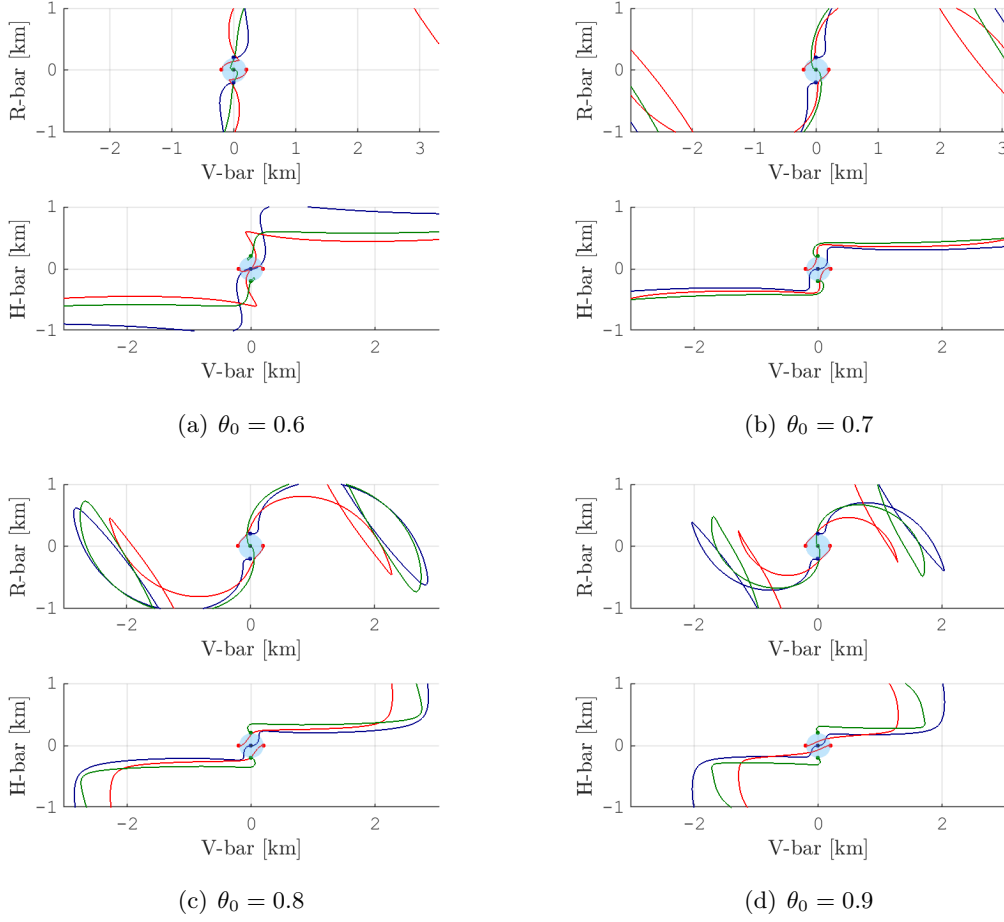 1
0
−1
R-bar [km]
−2 −1 0 1 2 3
V-bar [km]
1
0
−1
H-bar [km]
−2 0 2
V-bar [km]
(a) θ₀ = 0.6
1
0
−1
R-bar [km]
−2 −1 0 1 2 3
V-bar [km]
1
0
−1
H-bar [km]
−2 0 2
V-bar [km]
(b) θ₀ = 0.7
1
0
−1
R-bar [km]
−2 0 2
V-bar [km]
1
0
−1
H-bar [km]
−2 0 2
V-bar [km]
(c) θ₀ = 0.8
1
0
−1
R-bar [km]
−2 0 2
V-bar [km]
1
0
−1
H-bar [km]
−2 0 2
V-bar [km]
(d) θ₀ = 0.9